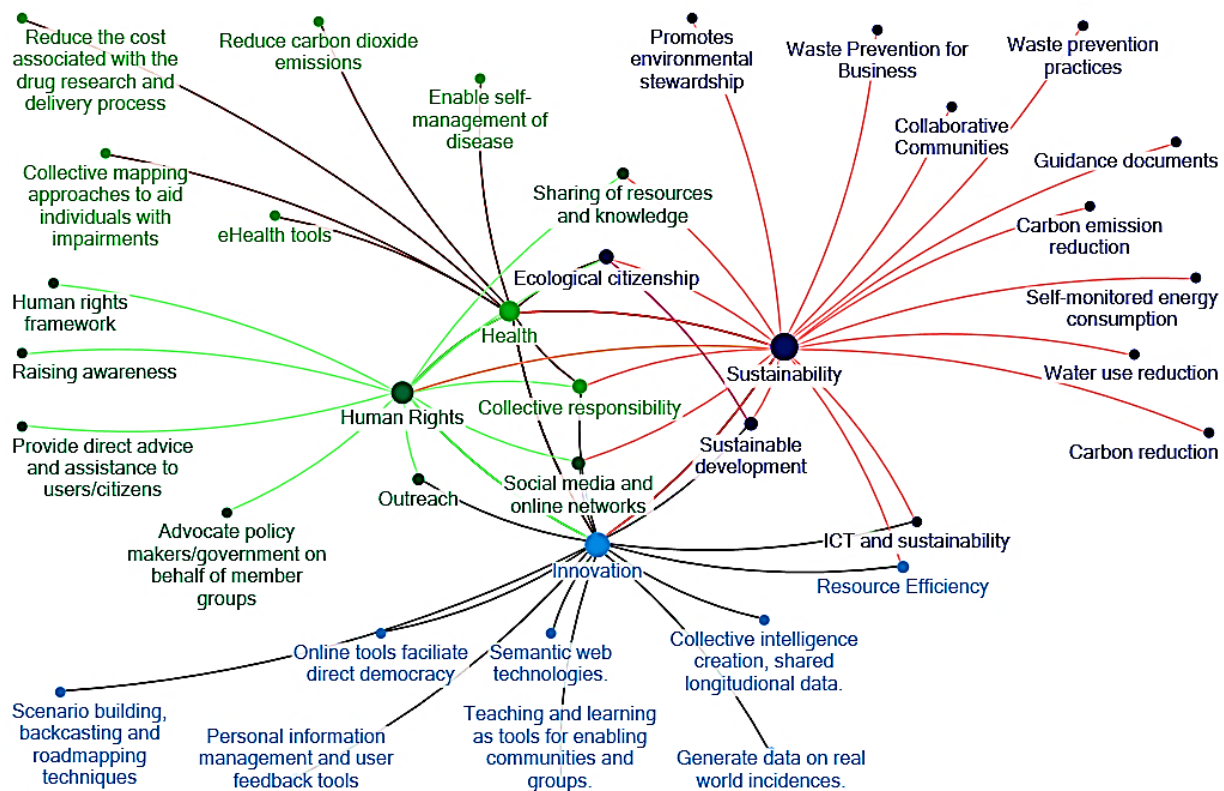 Reduce the cost
associated with the
drug research and
delivery process
Reduce carbon dioxide
emissions
Enable self-
management of
disease
Promotes
environmental
stewardship
Waste Prevention for
Business
Waste prevention
practices
Collaborative
Communities
Guidance documents
Collective mapping
approaches to aid
individuals with
impairments
eHealth tools
Sharing of resources
and knowledge
Carbon emission
reduction
Ecological citizenship
Human rights
framework
Self-monitored energy
consumption
Health
Raising awareness
Sustainability
Water use reduction
Human Rights
Collective responsibility
Provide direct advice
and assistance to
users/citizens
Sustainable
development
Carbon reduction
Outreach
Social media and
online networks
Advocate policy
makers/government on
behalf of member
groups
ICT and sustainability
Innovation
Resource Efficiency
Online tools faciliate
direct democracy
Semantic web
technologies.
Collective intelligence
creation, shared
longitudional data.
Scenario building,
backcasting and
roadmapping
techniques
Personal information
management and user
feedback tools
Teaching and learning
as tools for enabling
communities and
groups.
Generate data on real
world incidences.